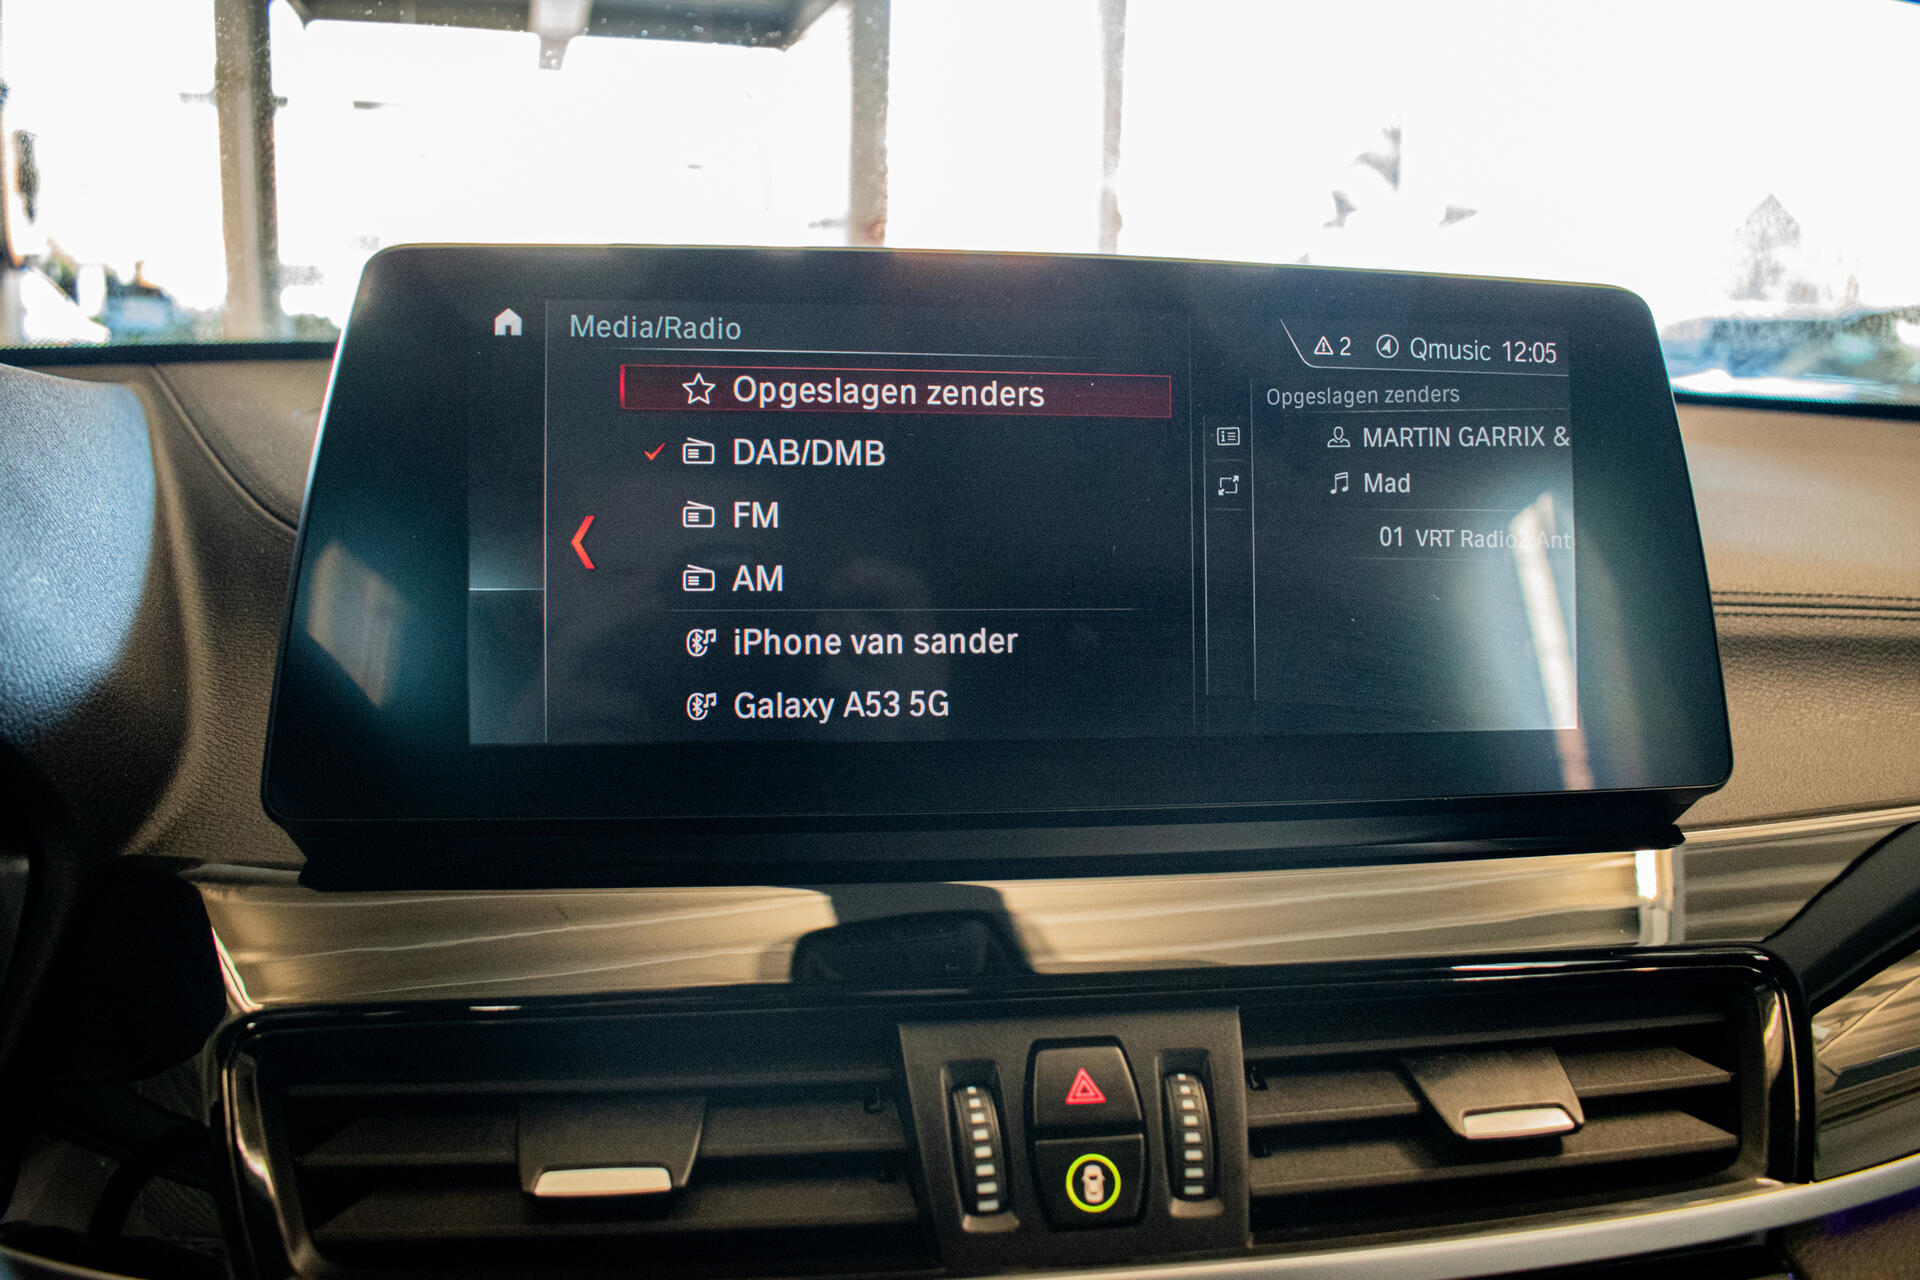 Media/Radio
Opgeslagen zenders
DAB/DMB
FM
AM
iPhone van sander
Galaxy A53 5G
2 Qmusic 12:05
Opgeslagen zenders
MARTIN GARRIX &
Mad
01 VRT Radio2 Ant